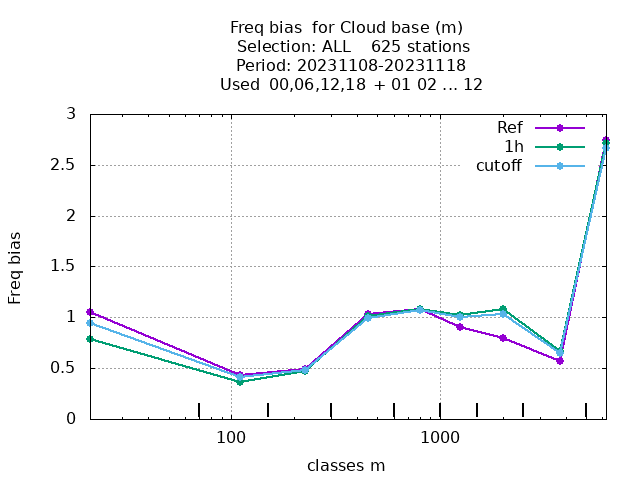 Freq bias  for Cloud base (m)
Selection: ALL    625 stations
Period: 20231108-20231118
Used  00,06,12,18  + 01 02 ... 12
3
2.5
2
1.5
1
0.5
0
Freq bias
Ref
1h
cutoff
100
1000
classes m